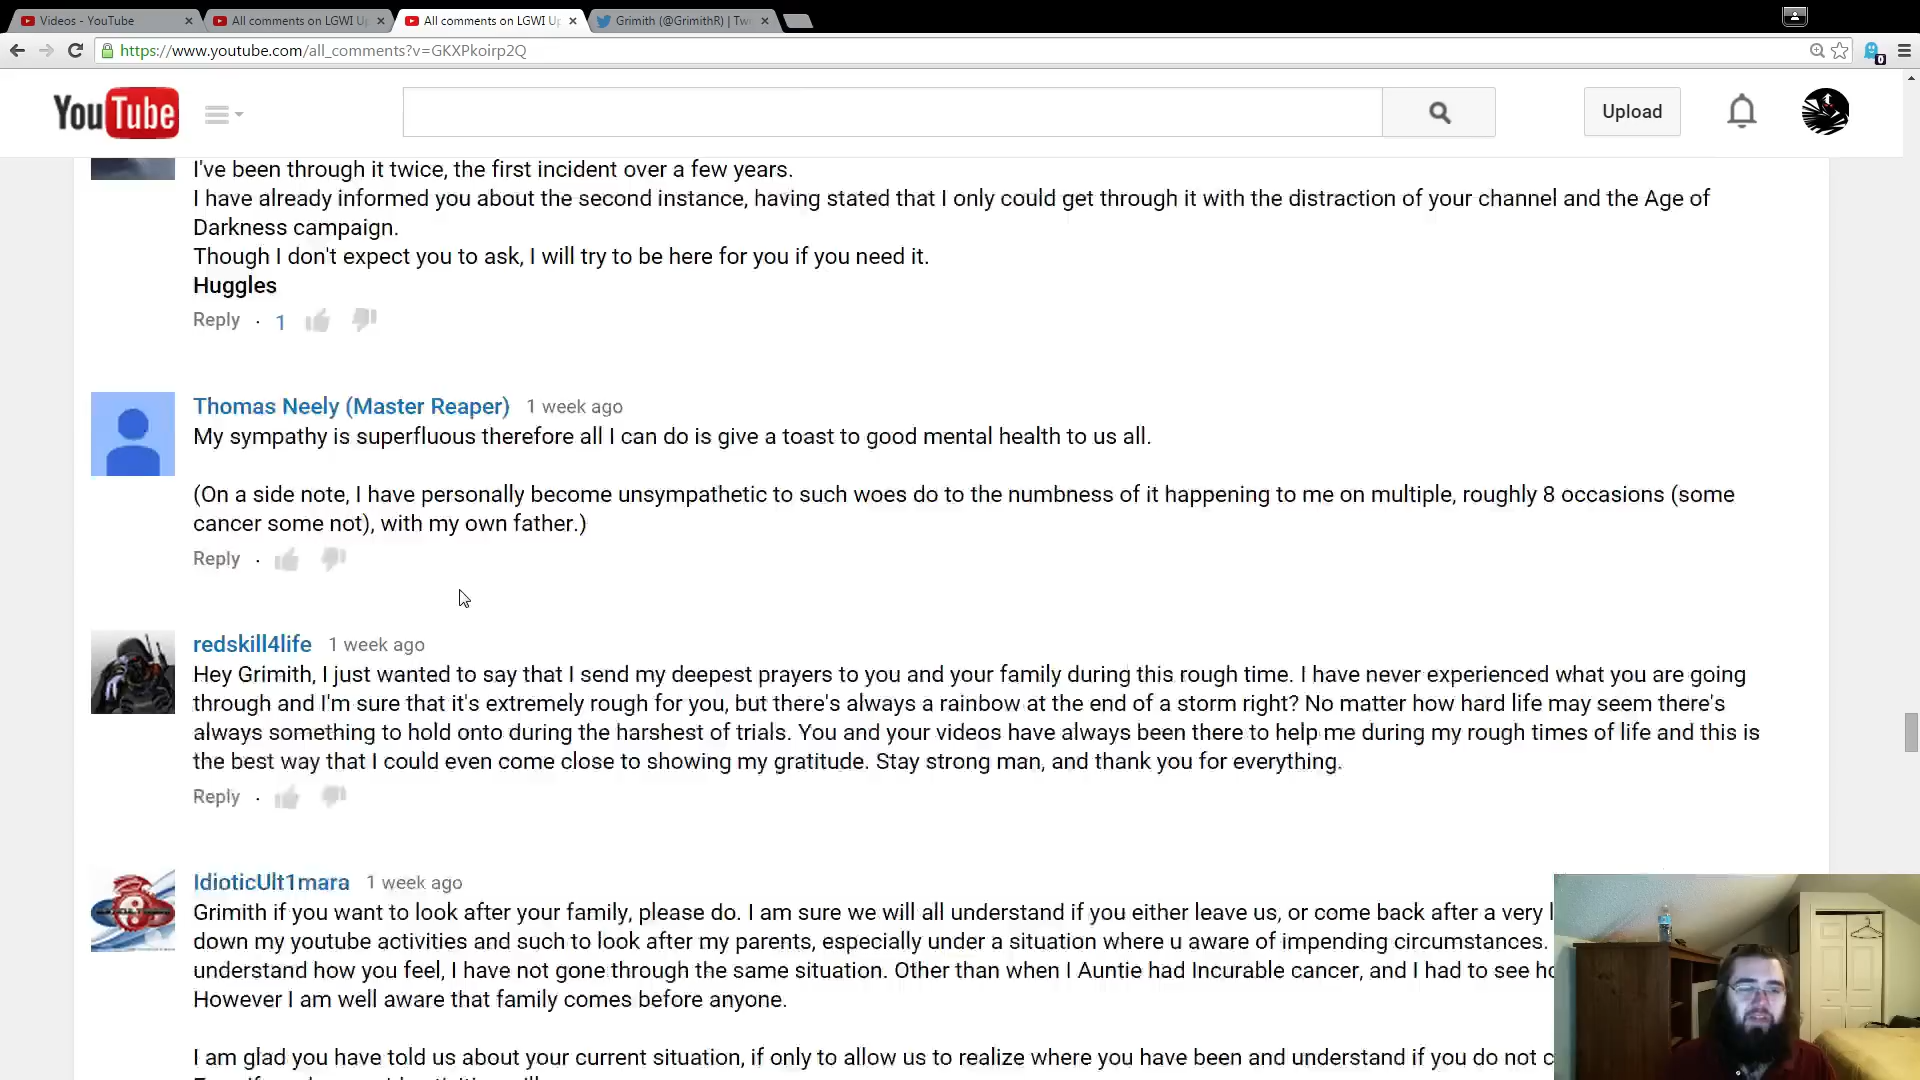 Videos - YouTube
All comments on LGWI Up
All comments on LGWI Up
Grimith (@GrimithR) | Tw
https://www.youtube.com/all_comments?v=GKXPkoirp2Q
0
YouTube
Upload
I've been through it twice, the first incident over a few years.
I have already informed you about the second instance, having stated that I only could get through it with the distraction of your channel and the Age of
Darkness campaign.
Though I don't expect you to ask, I will try to be here for you if you need it.
Huggles
Reply · 1
Thomas Neely (Master Reaper) 1 week ago
My sympathy is superfluous therefore all I can do is give a toast to good mental health to us all.
(On a side note, I have personally become unsympathetic to such woes do to the numbness of it happening to me on multiple, roughly 8 occasions (some
cancer some not), with my own father.)
Reply ·
redskill4life 1 week ago
Hey Grimith, I just wanted to say that I send my deepest prayers to you and your family during this rough time. I have never experienced what you are going
through and I'm sure that it's extremely rough for you, but there's always a rainbow at the end of a storm right? No matter how hard life may seem there's
always something to hold onto during the harshest of trials. You and your videos have always been there to help me during my rough times of life and this is
the best way that I could even come close to showing my gratitude. Stay strong man, and thank you for everything.
Reply ·
IdioticUlt1mara 1 week ago
Grimith if you want to look after your family, please do. I am sure we will all understand if you either leave us, or come back after a very l
down my youtube activities and such to look after my parents, especially under a situation where u aware of impending circumstances.
understand how you feel, I have not gone through the same situation. Other than when I Auntie had Incurable cancer, and I had to see ho
However I am well aware that family comes before anyone.
I am glad you have told us about your current situation, if only to allow us to realize where you have been and understand if you do not c